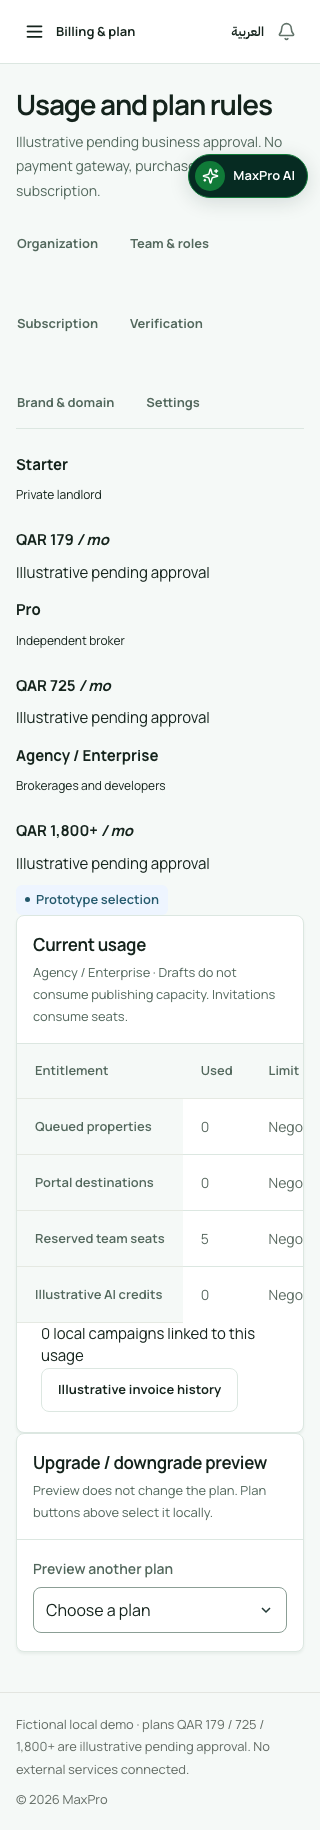 Billing & plan
العربية
Usage and plan rules
Illustrative pending business approval. No
payment gateway, purchase
subscription.
MaxPro AI
Organization Team & roles
Subscription Verification
Brand & domain Settings
Starter
Private landlord
QAR 179 / mo
Illustrative pending approval
Pro
Independent broker
QAR 725 / mo
Illustrative pending approval
Agency / Enterprise
Brokerages and developers
QAR 1,800+ / mo
Illustrative pending approval
Prototype selection
Current usage
Agency / Enterprise · Drafts do not
consume publishing capacity. Invitations
consume seats.
Entitlement Used Limit
Queued properties 0 Nego
Portal destinations 0 Nego
Reserved team seats 5 Nego
Illustrative AI credits 0 Nego
0 local campaigns linked to this
usage
Illustrative invoice history
Upgrade / downgrade preview
Preview does not change the plan. Plan
buttons above select it locally.
Preview another plan
Choose a plan
Fictional local demo · plans QAR 179 / 725 /
1,800+ are illustrative pending approval. No
external services connected.
© 2026 MaxPro